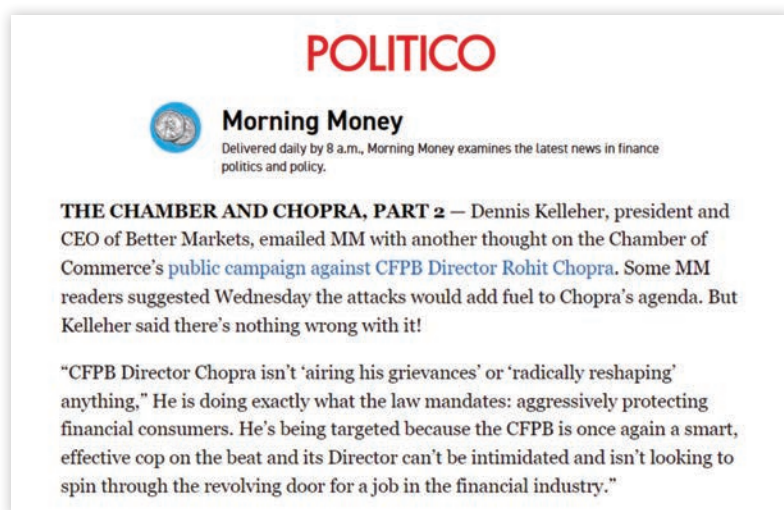 POLITICO
Morning Money
Delivered daily by 8 a.m., Morning Money examines the latest news in finance
politics and policy.
THE CHAMBER AND CHOPRA, PART 2 — Dennis Kelleher, president and
CEO of Better Markets, emailed MM with another thought on the Chamber of
Commerce’s public campaign against CFPB Director Rohit Chopra. Some MM
readers suggested Wednesday the attacks would add fuel to Chopra’s agenda. But
Kelleher said there’s nothing wrong with it!
“CFPB Director Chopra isn’t ‘airing his grievances’ or ‘radically reshaping’
anything,” He is doing exactly what the law mandates: aggressively protecting
financial consumers. He’s being targeted because the CFPB is once again a smart,
effective cop on the beat and its Director can’t be intimidated and isn’t looking to
spin through the revolving door for a job in the financial industry.”